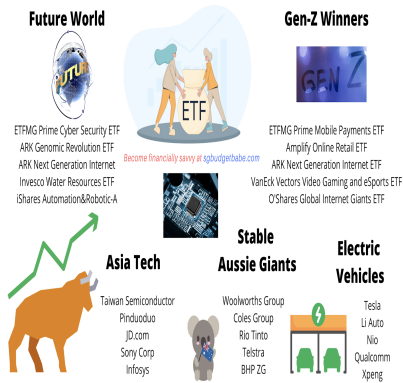 Future World
FUTURE
ETFMG Prime Cyber Security ETF
ARK Genomic Revolution ETF
ARK Next Generation Internet
Invesco Water Resources ETF
iShares Automation&Robotic-A
ETF
Become financially savvy at sgbudgetbabe.com
Gen-Z Winners
GEN Z
ETFMG Prime Mobile Payments ETF
Amplify Online Retail ETF
ARK Next Generation Internet ETF
VanEck Vectors Video Gaming and eSports ETF
O'Shares Global Internet Giants ETF
Asia Tech
Taiwan Semiconductor
Pinduoduo
JD.com
Sony Corp
Infosys
Stable
Aussie Giants
Woolworths Group
Coles Group
Rio Tinto
Telstra
BHP ZG
Electric
Vehicles
Tesla
Li Auto
Nio
Qualcomm
Xpeng